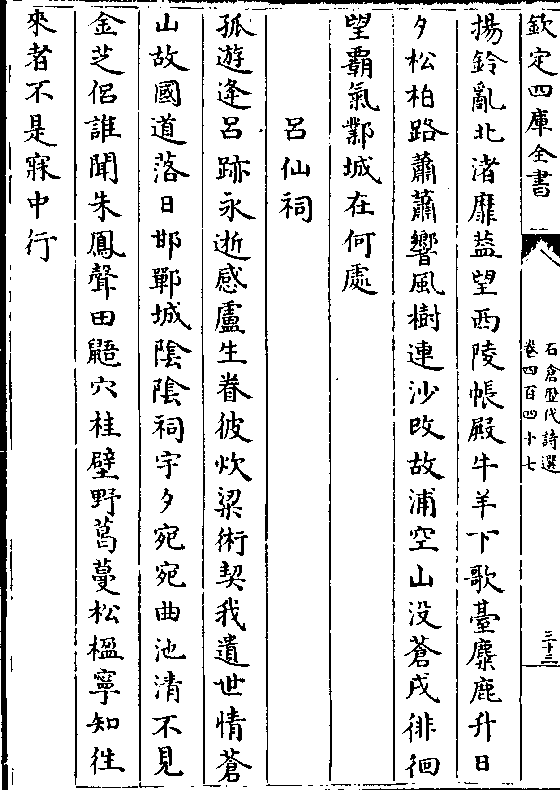 欽定四庫全書
石倉歴代詩選
卷四百四十七
三十三
揚鈴亂北渚靡蓋望西陵帳殿牛羊下歌臺麋鹿升日
夕松柏路蕭蕭響風樹連沙改故浦空山沒蒼戍徘徊
望霸氣鄴城在何處
呂仙祠
孤遊逢呂跡永逝感盧生眷彼炊粱術契我遺世情蒼
山故國道落日邯鄲城陰陰祠宇夕宛宛曲池清不見
金芝侶誰聞朱鳳聲田鼯穴桂壁野葛蔓松楹寧知徃
來者不是寐中行